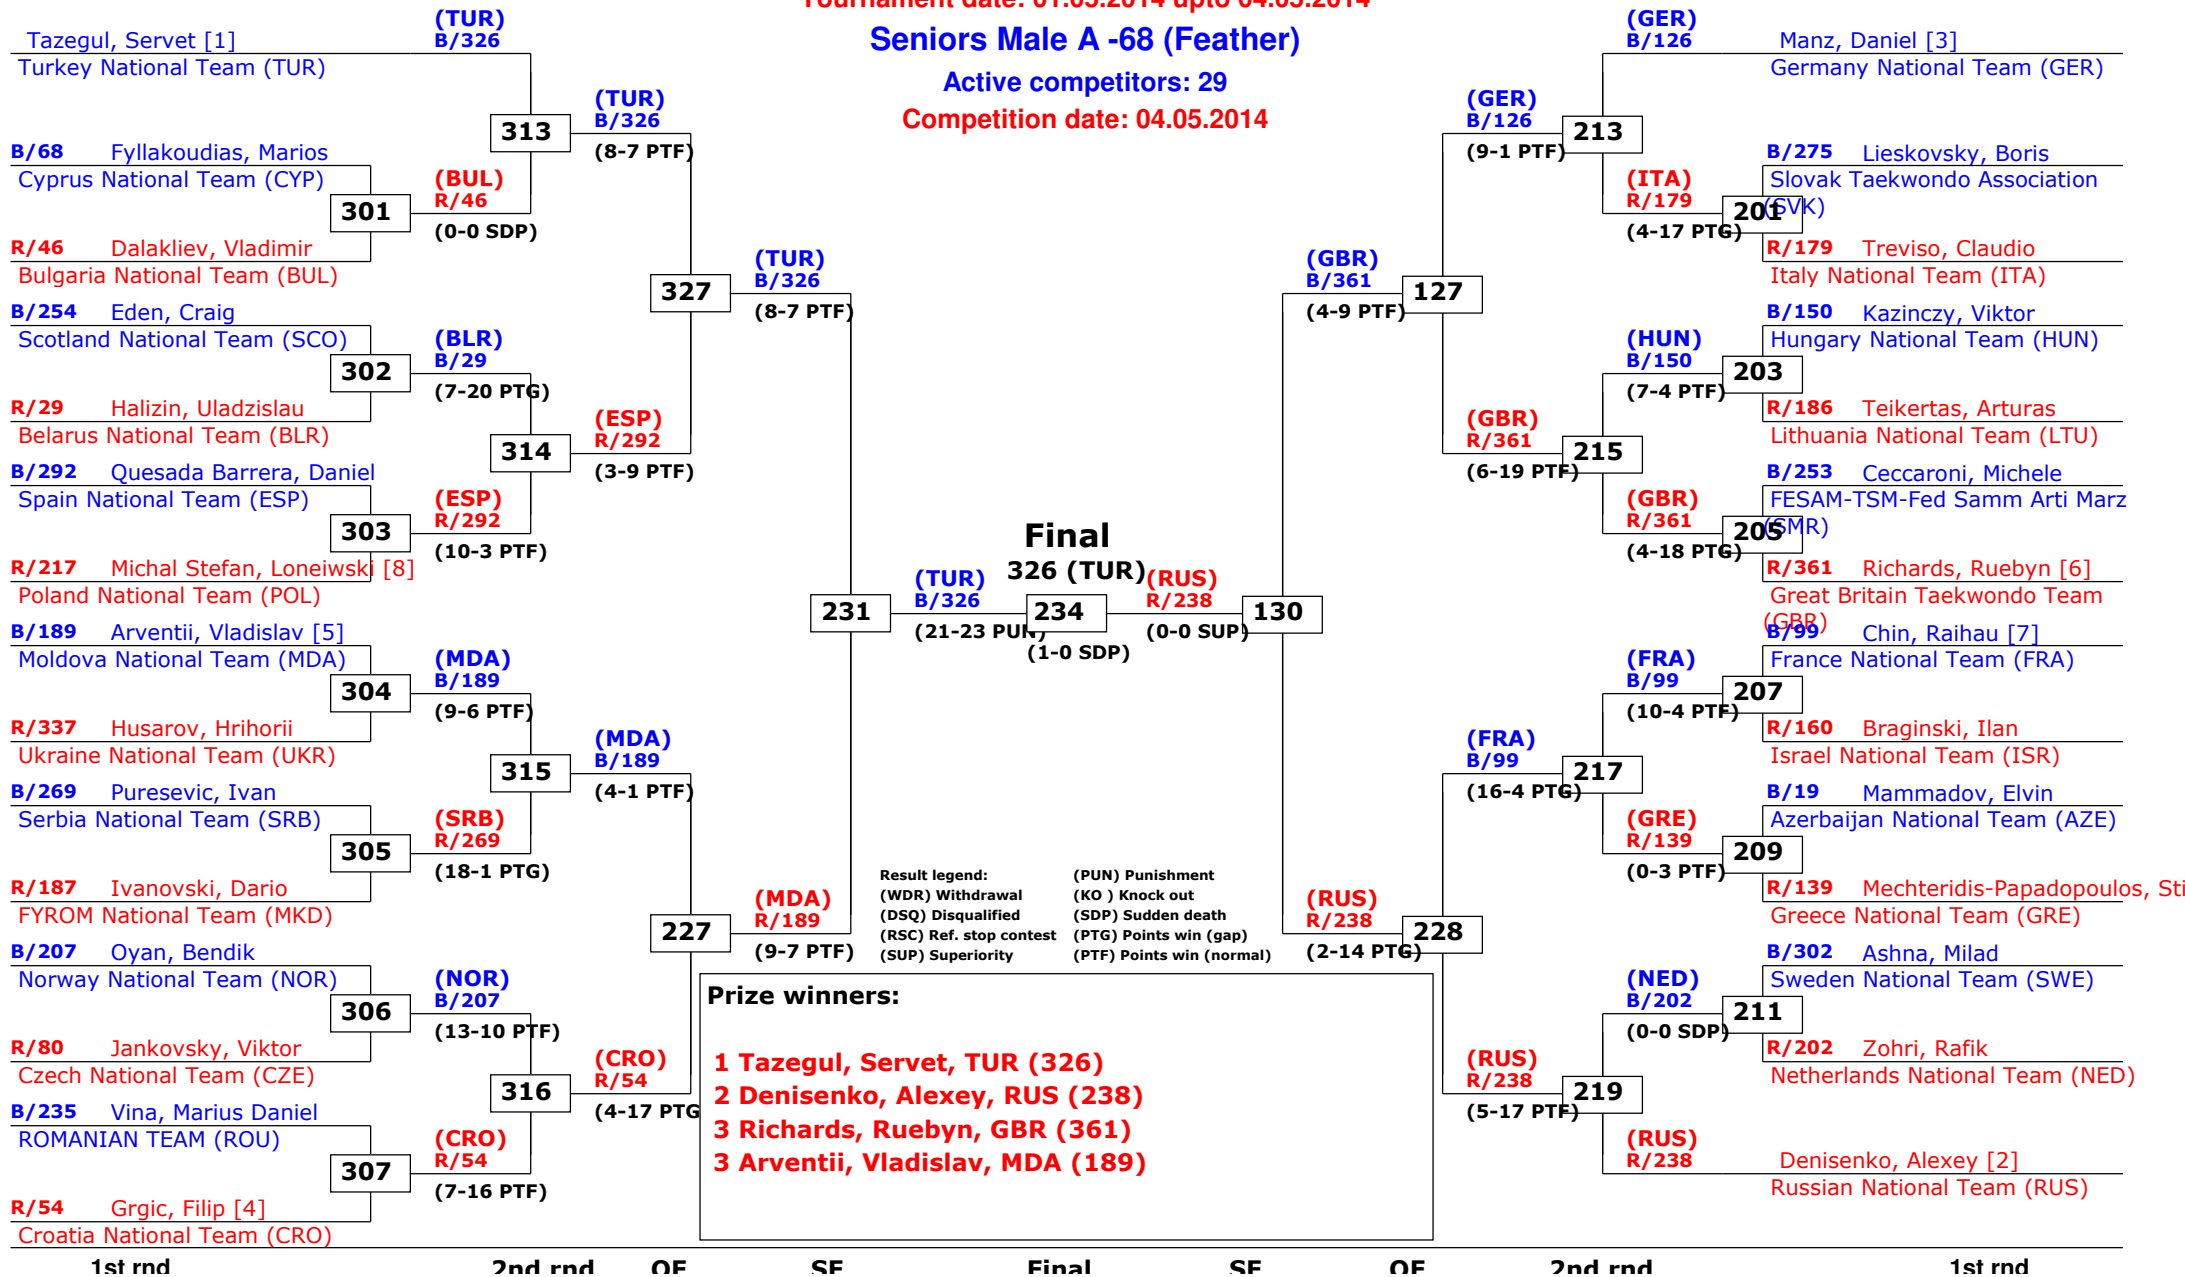 Tournament date: 01.05.2014 upto 04.05.2014
Seniors Male A -68 (Feather)
Active competitors: 29
Competition date: 04.05.2014
Tazegul, Servet [1]
Turkey National Team (TUR)
B/68 Fyllakoudias, Marios
Cyprus National Team (CYP)
301
R/46 Dalakliev, Vladimir
Bulgaria National Team (BUL)
B/254 Eden, Craig
Scotland National Team (SCO)
302
R/29 Halizin, Uladzislau
Belarus National Team (BLR)
B/292 Quesada Barrera, Daniel
Spain National Team (ESP)
303
R/217 Michal Stefan, Loneiwski [8]
Poland National Team (POL)
B/189 Arventii, Vladislav [5]
Moldova National Team (MDA)
304
R/337 Husarov, Hrihorii
Ukraine National Team (UKR)
B/269 Puresevic, Ivan
Serbia National Team (SRB)
305
R/187 Ivanovski, Dario
FYROM National Team (MKD)
B/207 Oyan, Bendik
Norway National Team (NOR)
306
R/80 Jankovsky, Viktor
Czech National Team (CZE)
B/235 Vina, Marius Daniel
ROMANIAN TEAM (ROU)
307
R/54 Grgic, Filip [4]
Croatia National Team (CRO)
(TUR)
B/326
313
(BUL)
R/46
(0-0 SDP)
(BLR)
B/29
(7-20 PTG)
314
(ESP)
R/292
(10-3 PTF)
(MDA)
B/189
(9-6 PTF)
315
(SRB)
R/269
(18-1 PTG)
(NOR)
B/207
(13-10 PTF)
316
(CRO)
R/54
(7-16 PTF)
(TUR)
B/326
(8-7 PTF)
327
(ESP)
R/292
(3-9 PTF)
(MDA)
B/189
(4-1 PTF)
227
(CRO)
R/54
(4-17 PTG
(TUR)
B/326
(8-7 PTF)
231
(MDA)
R/189
(9-7 PTF)
(TUR)
B/326
(21-23 PUN)
Final
326 (TUR)
234
(1-0 SDP)
(RUS)
R/238
(0-0 SUP)
130
(GBR)
B/361
(4-9 PTF)
127
(RUS)
R/238
(2-14 PTG)
228
(GER)
B/126
(9-1 PTF)
213
(GBR)
R/361
(6-19 PTF)
215
(FRA)
B/99
(16-4 PTG)
217
(RUS)
R/238
(5-17 PTF)
219
(GER)
B/126
(ITA)
R/179
(4-17 PTG)
(HUN)
B/150
(7-4 PTF)
(GBR)
R/361
(4-18 PTG)
(FRA)
B/99
(10-4 PTF)
(GRE)
R/139
(0-3 PTF)
(NED)
B/202
(0-0 SDP)
(RUS)
R/238
Manz, Daniel [3]
Germany National Team (GER)
B/275 Lieskovsky, Boris
Slovak Taekwondo Association
(SVK)
201
R/179 Treviso, Claudio
Italy National Team (ITA)
B/150 Kazinczy, Viktor
Hungary National Team (HUN)
203
R/186 Teikertas, Arturas
Lithuania National Team (LTU)
B/253 Ceccaroni, Michele
FESAM-TSM-Fed Samm Arti Marz
(SMR)
205
R/361 Richards, Ruebyn [6]
Great Britain Taekwondo Team
(GBR)
B/99 Chin, Raihau [7]
France National Team (FRA)
207
R/160 Braginski, Ilan
Israel National Team (ISR)
B/19 Mammadov, Elvin
Azerbaijan National Team (AZE)
209
R/139 Mechteridis-Papadopoulos, Sti
Greece National Team (GRE)
B/302 Ashna, Milad
Sweden National Team (SWE)
211
R/202 Zohri, Rafik
Netherlands National Team (NED)
Denisenko, Alexey [2]
Russian National Team (RUS)
Result legend: (PUN) Punishment
(WDR) Withdrawal (KO ) Knock out
(DSQ) Disqualified (SDP) Sudden death
(RSC) Ref. stop contest (PTG) Points win (gap)
(SUP) Superiority (PTF) Points win (normal)
Prize winners:
1 Tazegul, Servet, TUR (326)
2 Denisenko, Alexey, RUS (238)
3 Richards, Ruebyn, GBR (361)
3 Arventii, Vladislav, MDA (189)
1st rnd 2nd rnd QF SF Final SF QF 2nd rnd 1st rnd